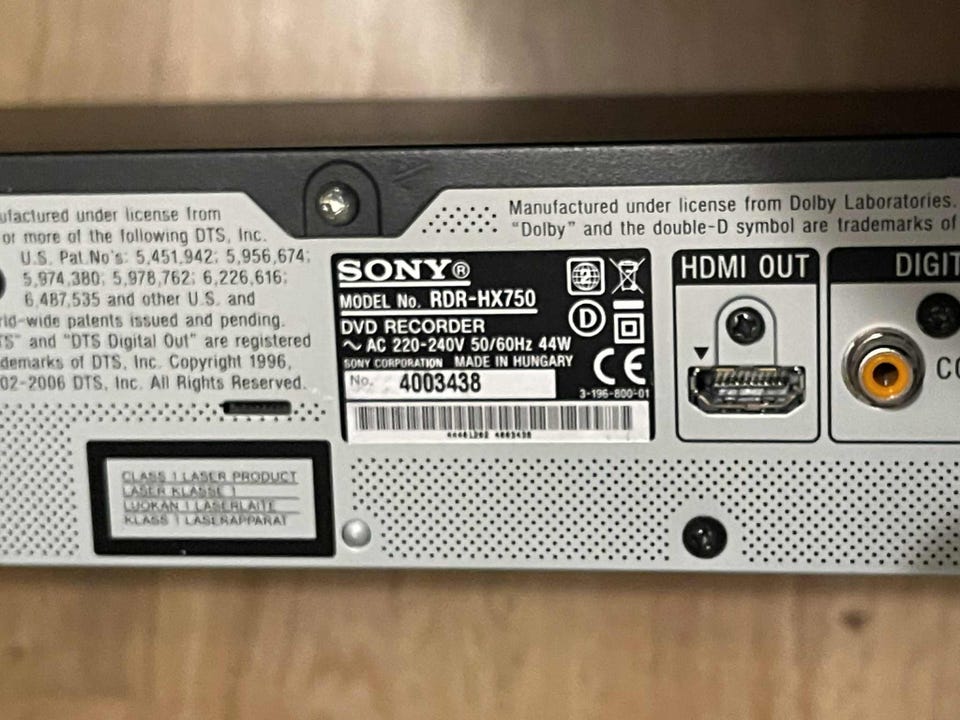 ufactured under license from
or more of the following DTS, Inc.
U.S. Pat.No's: 5,451,942; 5,956,674;
5,974,380; 5,978,762; 6,226,616;
6,487,535 and other U.S. and
rld-wide patents issued and pending.
TS" and "DTS Digital Out" are registered
demarks of DTS, Inc. Copyright 1996,
02-2006 DTS, Inc. All Rights Reserved.
Manufactured under license from Dolby Laboratories.
"Dolby" and the double-D symbol are trademarks of
SONY®
MODEL No. RDR-HX750
DVD RECORDER
~ AC 220-240V 50/60Hz 44W
SONY CORPORATION MADE IN HUNGARY
No. 4003438
2
D
CE
3-196-800-01
HDMI OUT
DIGIT
CO
CLASS 1 LASER PRODUCT
LASER KLASSE 1
LUOKAN 1 LASERLAITE
KLASS 1 LASERAPPARAT